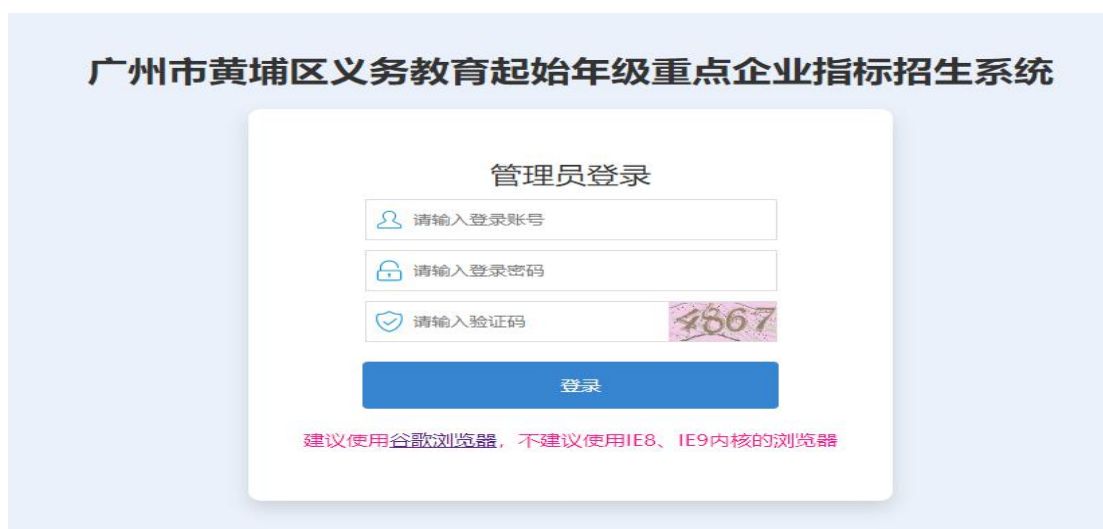 广州市黄埔区义务教育起始年级重点企业指标招生系统
管理员登录
请输入登录账号
请输入登录密码
请输入验证码
4867
登录
建议使用谷歌浏览器，不建议使用IE8、IE9内核的浏览器